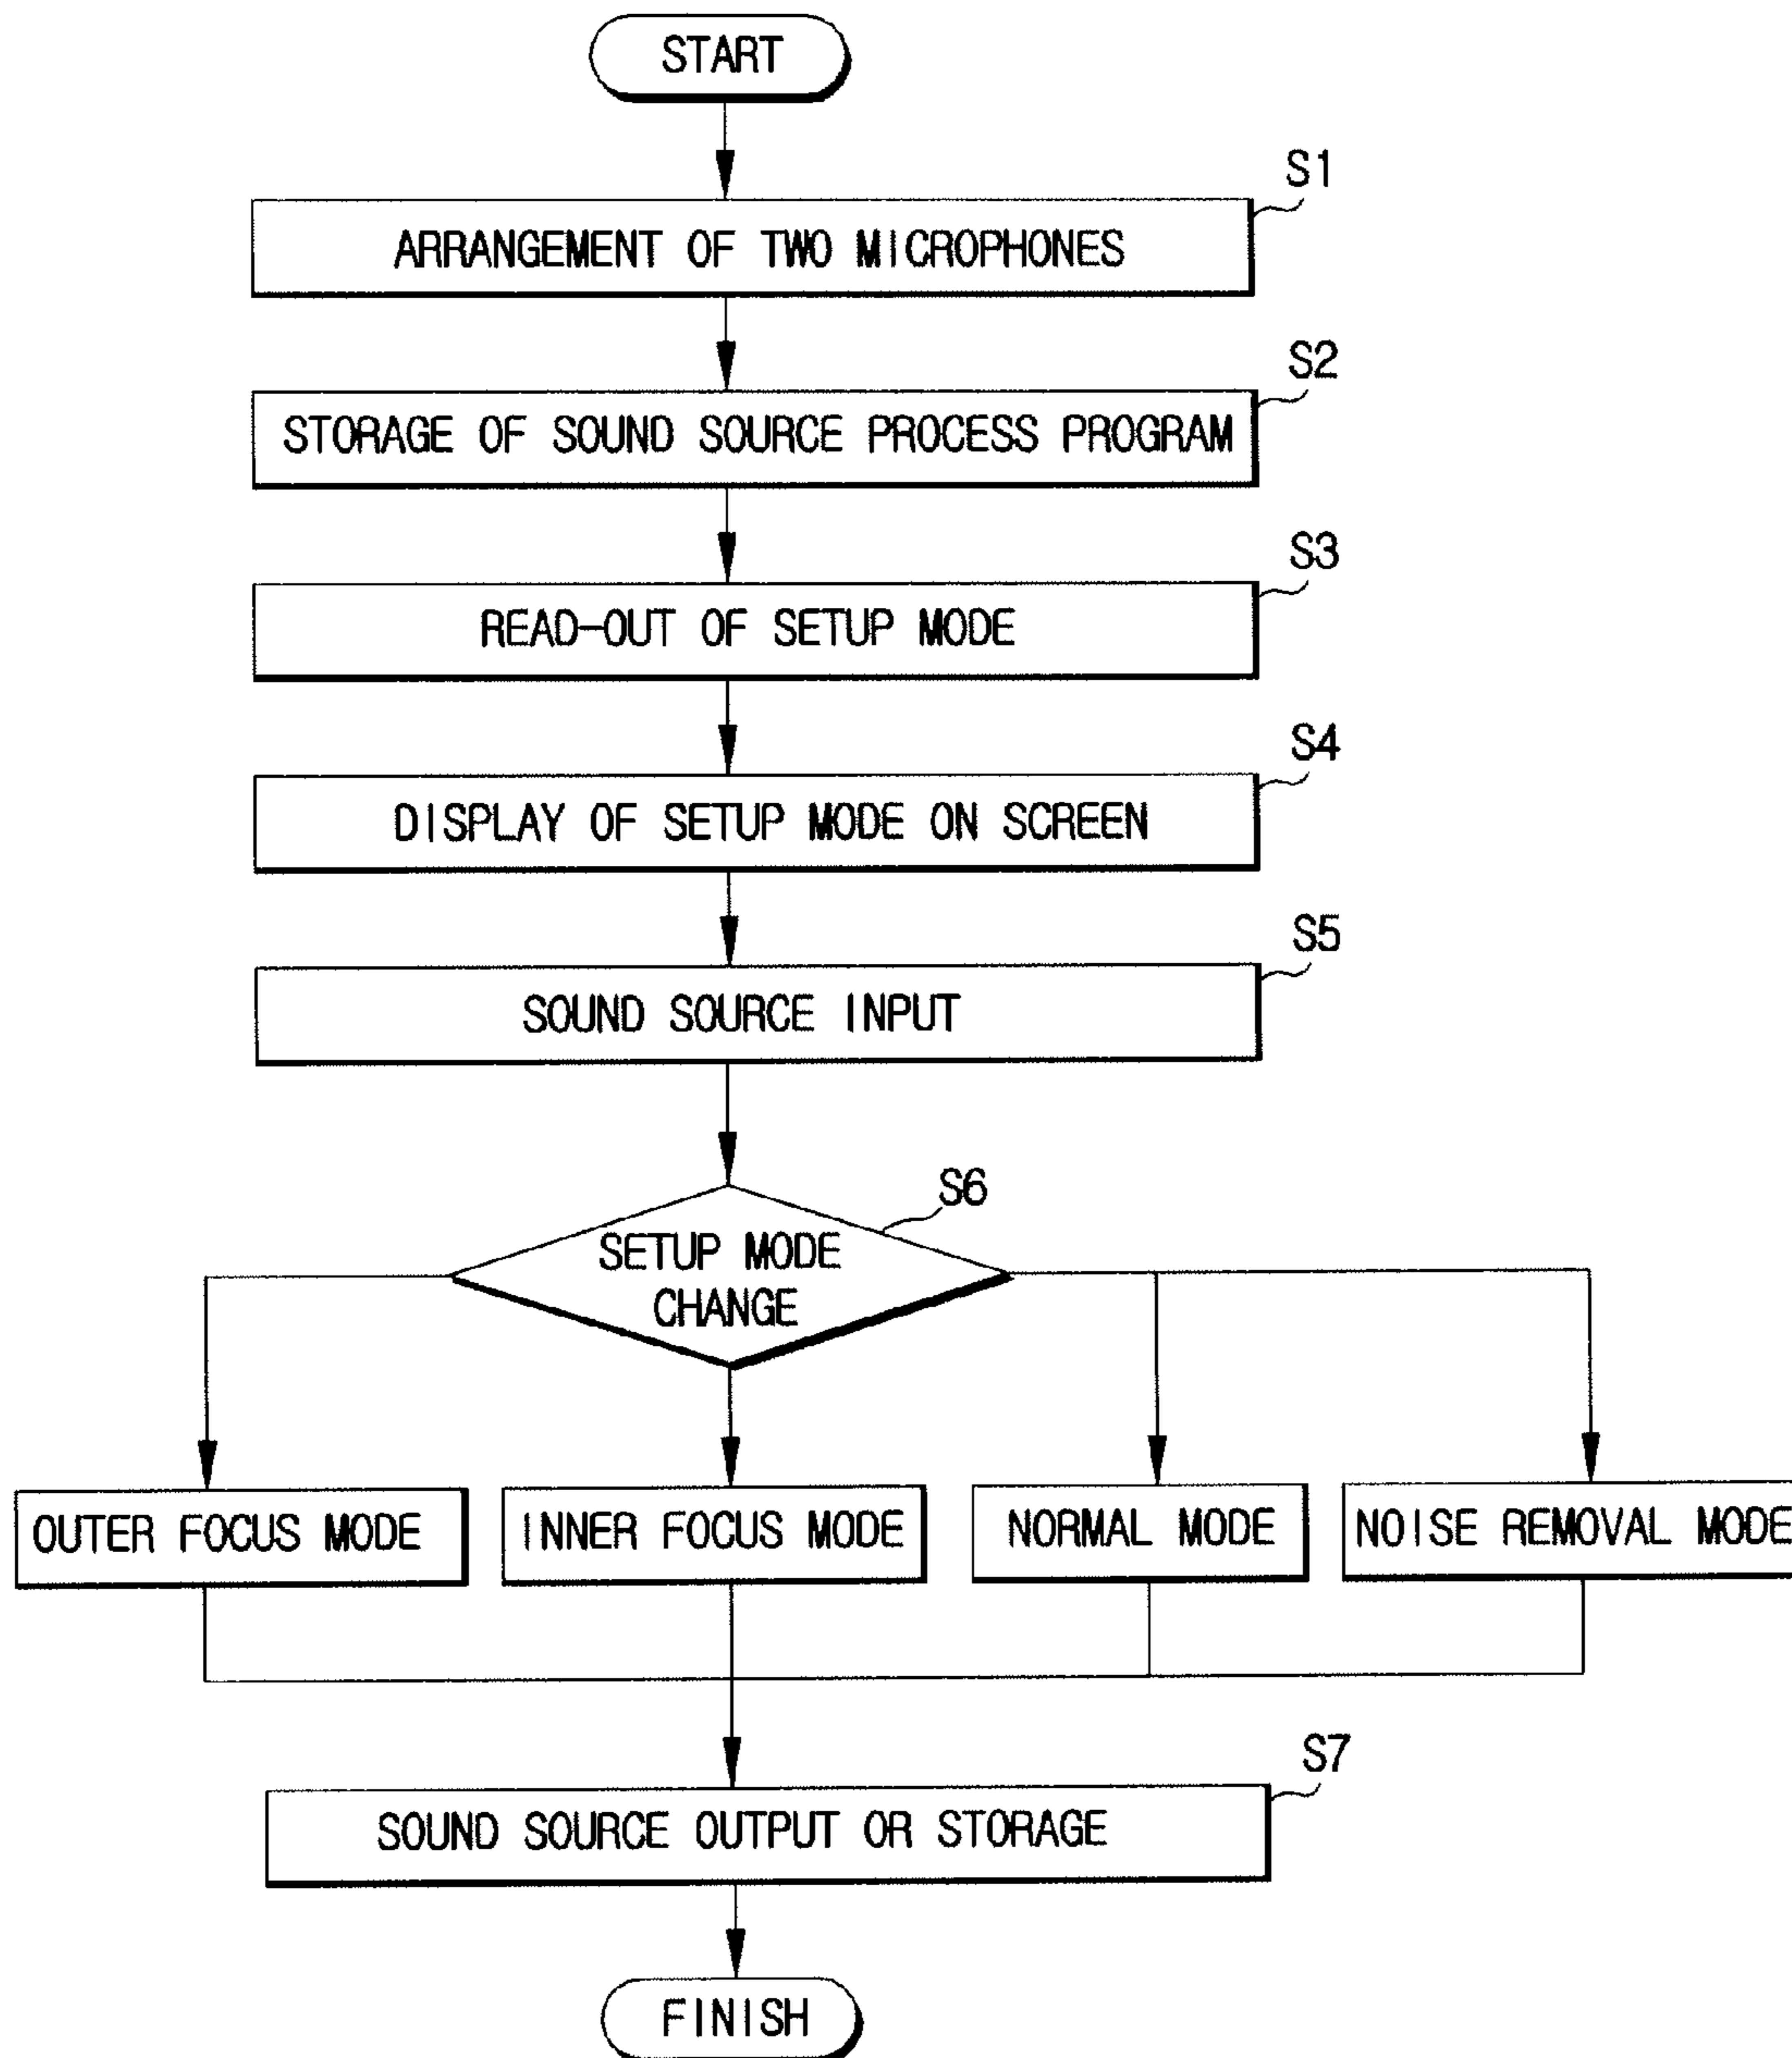 START
S1
ARRANGEMENT OF TWO MICROPHONES
S2
STORAGE OF SOUND SOURCE PROCESS PROGRAM
S3
READ-OUT OF SETUP MODE
S4
DISPLAY OF SETUP MODE ON SCREEN
S5
SOUND SOURCE INPUT
S6
SETUP MODE
CHANGE
OUTER FOCUS MODE
INNER FOCUS MODE
NORMAL MODE
NOISE REMOVAL MODE
S7
SOUND SOURCE OUTPUT OR STORAGE
FINISH